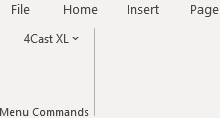 File Home Insert Page
4Cast XL
Menu Commands